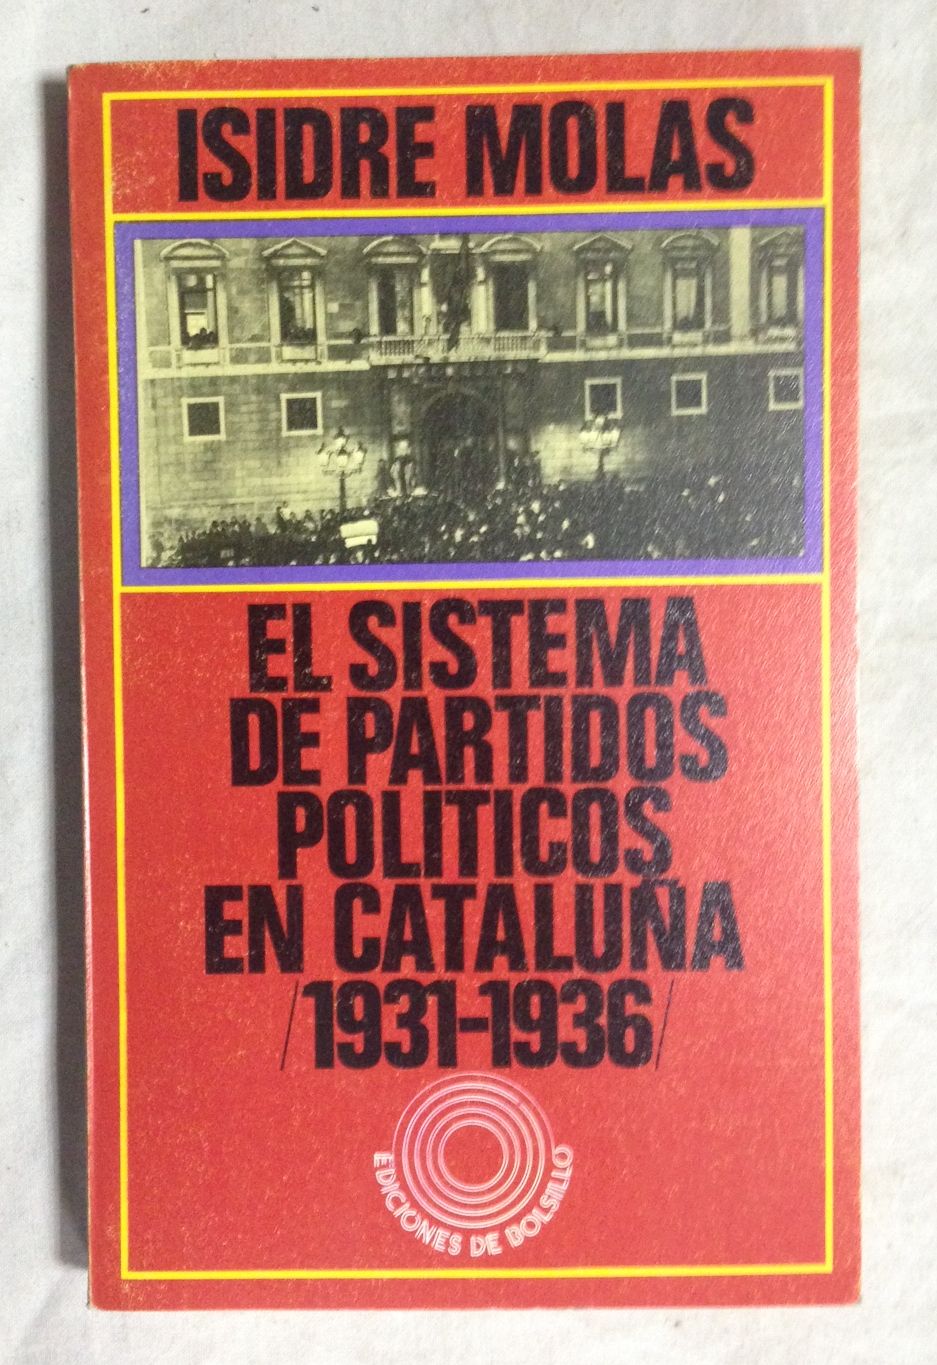 ISIDRE MOLAS
EL SISTEMA
DE PARTIDOS
POLITICOS
EN CATALUÑA
/1931-1936/
EDICIONES DE BOLSILLO